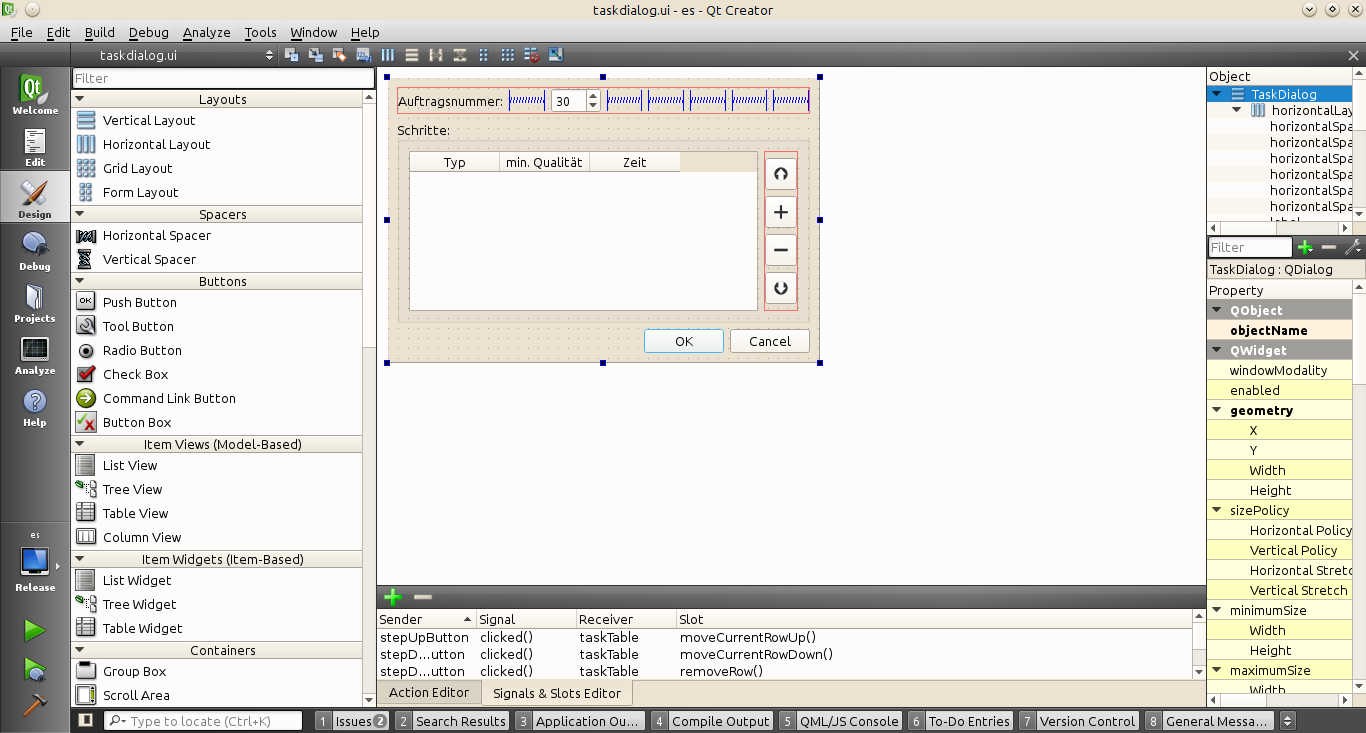 taskdialog.ui - es - Qt Creator
File Edit Build Debug Analyze Tools Window Help
taskdialog.ui
Qt
Welcome
Edit
Design
Debug
Projects
Analyze
Help
es
Release
Filter
Layouts
Vertical Layout
Horizontal Layout
Grid Layout
Form Layout
Spacers
Horizontal Spacer
Vertical Spacer
Buttons
OK Push Button
Tool Button
Radio Button
Check Box
Command Link Button
Button Box
Item Views (Model-Based)
List View
Tree View
Table View
Column View
Item Widgets (Item-Based)
List Widget
Tree Widget
Table Widget
Containers
Group Box
Scroll Area
Auftragsnummer: 30
Schritte:
Typ min. Qualität Zeit
OK Cancel
Sender Signal Receiver Slot
stepUpButton clicked() taskTable moveCurrentRowUp()
stepD...utton clicked() taskTable moveCurrentRowDown()
stepD...utton clicked() taskTable removeRow()
Action Editor Signals & Slots Editor
Object
TaskDialog
horizontalLay
horizontalSpa
horizontalSpa
horizontalSpa
horizontalSpa
horizontalSpa
horizontalSpa
label
Filter
TaskDialog : QDialog
Property
QObject
objectName
QWidget
windowModality
enabled
geometry
X
Y
Width
Height
sizePolicy
Horizontal Policy
Vertical Policy
Horizontal Stretc
Vertical Stretch
minimumSize
Width
Height
maximumSize
Width
Type to locate (Ctrl+K) 1 Issues 2 2 Search Results 3 Application Ou... 4 Compile Output 5 QML/JS Console 6 To-Do Entries 7 Version Control 8 General Messa...